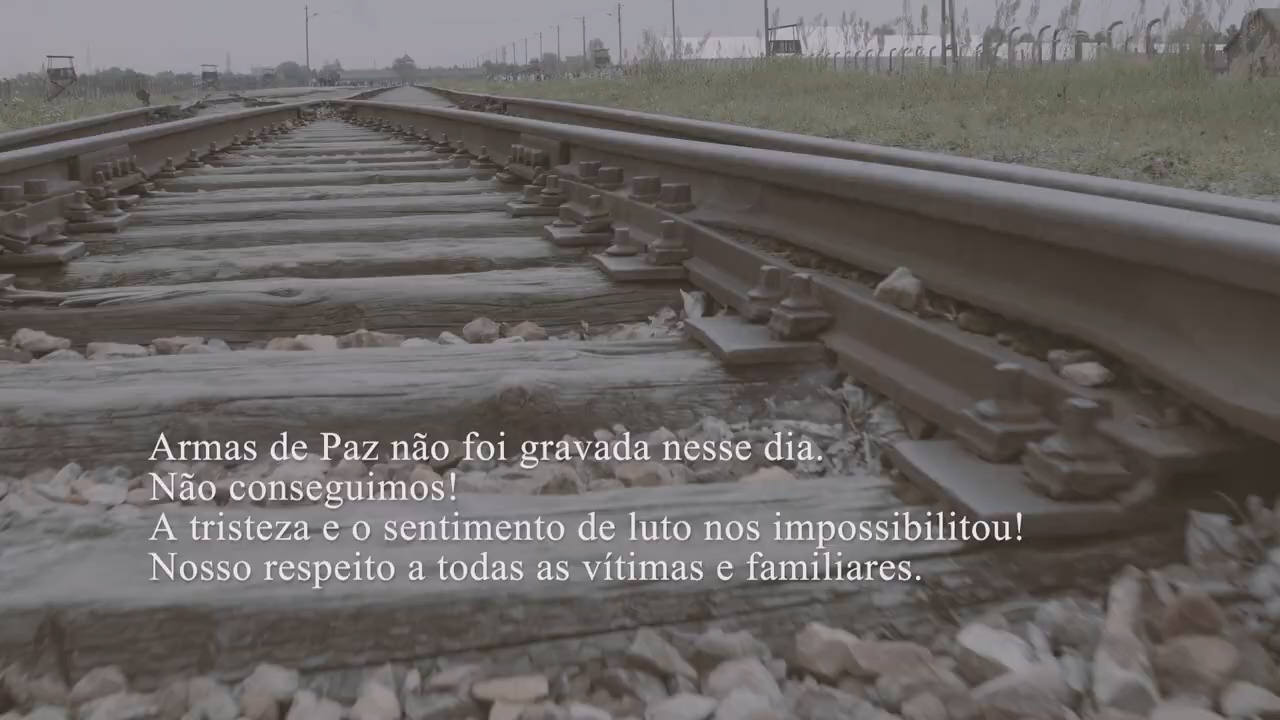 Armas de Paz não foi gravada nesse dia.
Não conseguimos!
A tristeza e o sentimento de luto nos impossibilitou!
Nosso respeito a todas as vítimas e familiares.